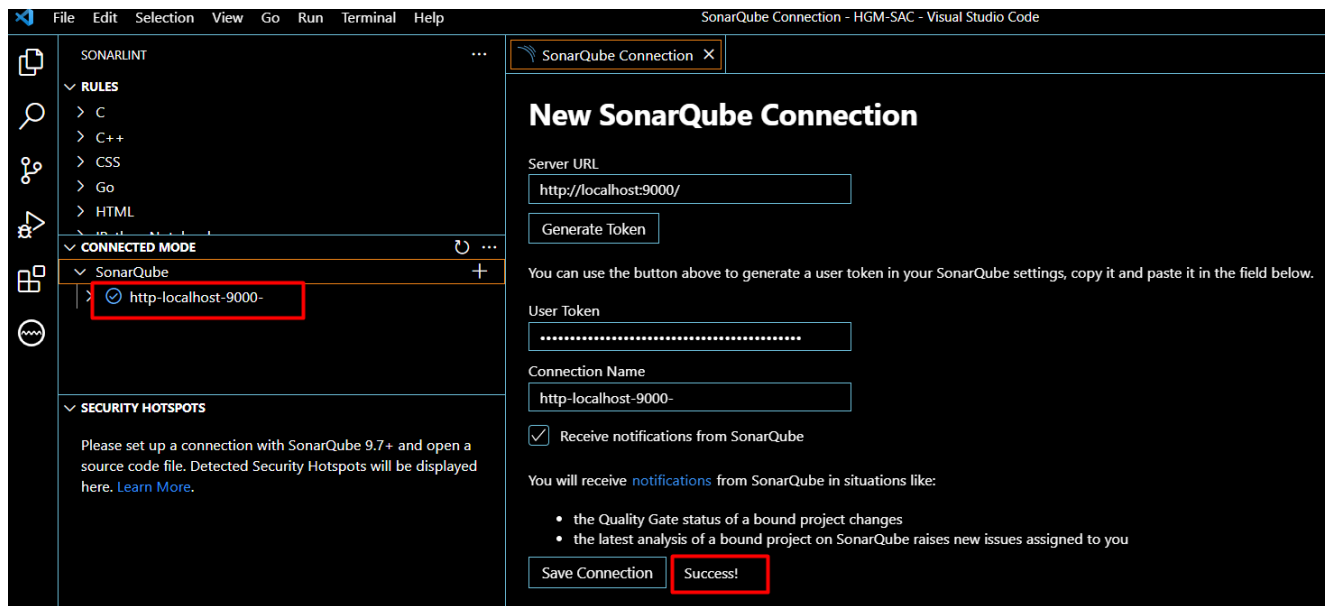 File Edit Selection View Go Run Terminal Help
SonarQube Connection - HGM-SAC - Visual Studio Code
SONARLINT
RULES
C
C++
CSS
Go
HTML
CONNECTED MODE
SonarQube
http-localhost-9000-
SECURITY HOTSPOTS
Please set up a connection with SonarQube 9.7+ and open a
source code file. Detected Security Hotspots will be displayed
here. Learn More.
SonarQube Connection
New SonarQube Connection
Server URL
http://localhost:9000/
Generate Token
You can use the button above to generate a user token in your SonarQube settings, copy it and paste it in the field below.
User Token
Connection Name
http-localhost-9000-
Receive notifications from SonarQube
You will receive notifications from SonarQube in situations like:
• the Quality Gate status of a bound project changes
• the latest analysis of a bound project on SonarQube raises new issues assigned to you
Save Connection
Success!